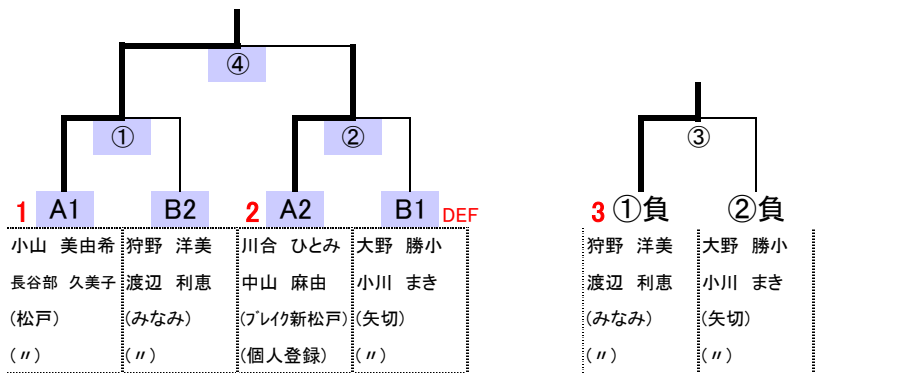 ④
①
②
③
1 A1
B2
2 A2
B1 DEF
3 ①負
②負
小山 美由希
狩野 洋美
川合 ひとみ
大野 勝小
狩野 洋美
大野 勝小
長谷部 久美子
渡辺 利恵
中山 麻由
小川 まき
渡辺 利恵
小川 まき
(松戸)
(みなみ)
(ブレイク新松戸)
(矢切)
(みなみ)
(矢切)
(〃)
(〃)
(個人登録)
(〃)
(〃)
(〃)